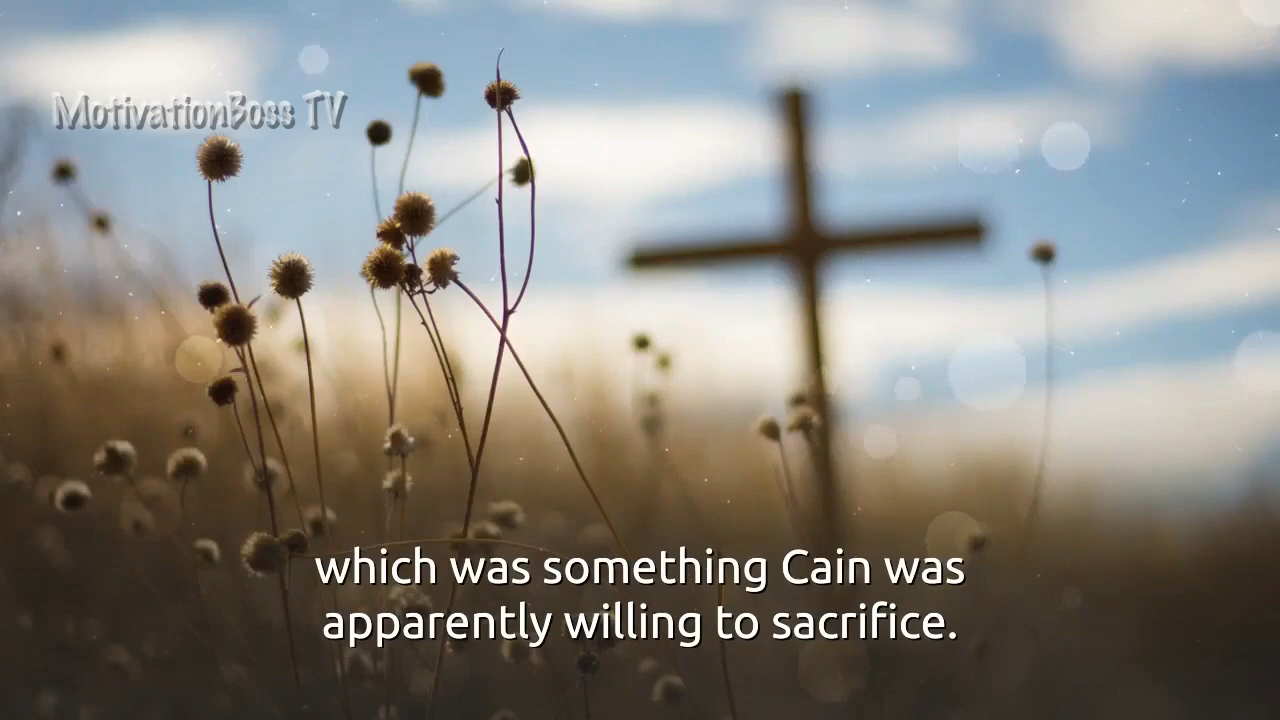 MotivationBoss TV
which was something Cain was
apparently willing to sacrifice.